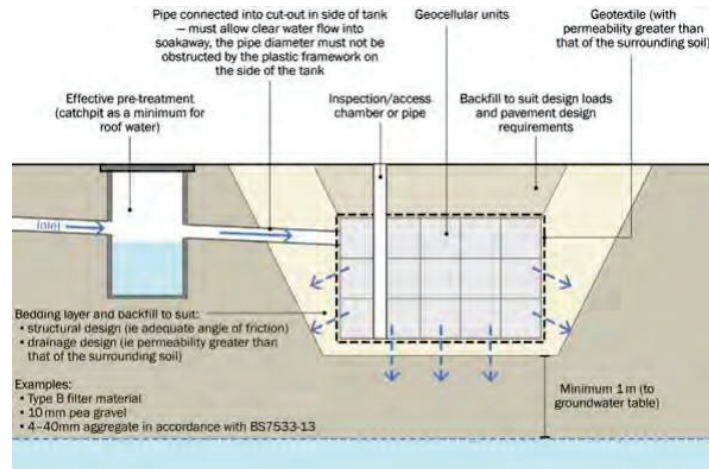 Pipe connected into cut-out in side of tank
– must allow clear water flow into
soakaway, the pipe diameter must not be
obstructed by the plastic framework on
the side of the tank
Geocellular units
Geotextile (with
permeability greater than
that of the surrounding soil)
Effective pre-treatment
(catchpit as a minimum for
roof water)
Inspection/access
chamber or pipe
Backfill to suit design loads
and pavement design
requirements
Inlet
Bedding layer and backfill to suit:
• structural design (ie adequate angle of friction)
• drainage design (ie permeability greater than
that of the surrounding soil)
Examples:
• Type B filter material
• 10 mm pea gravel
• 4–40mm aggregate in accordance with BS7533-13
Minimum 1 m (to
groundwater table)